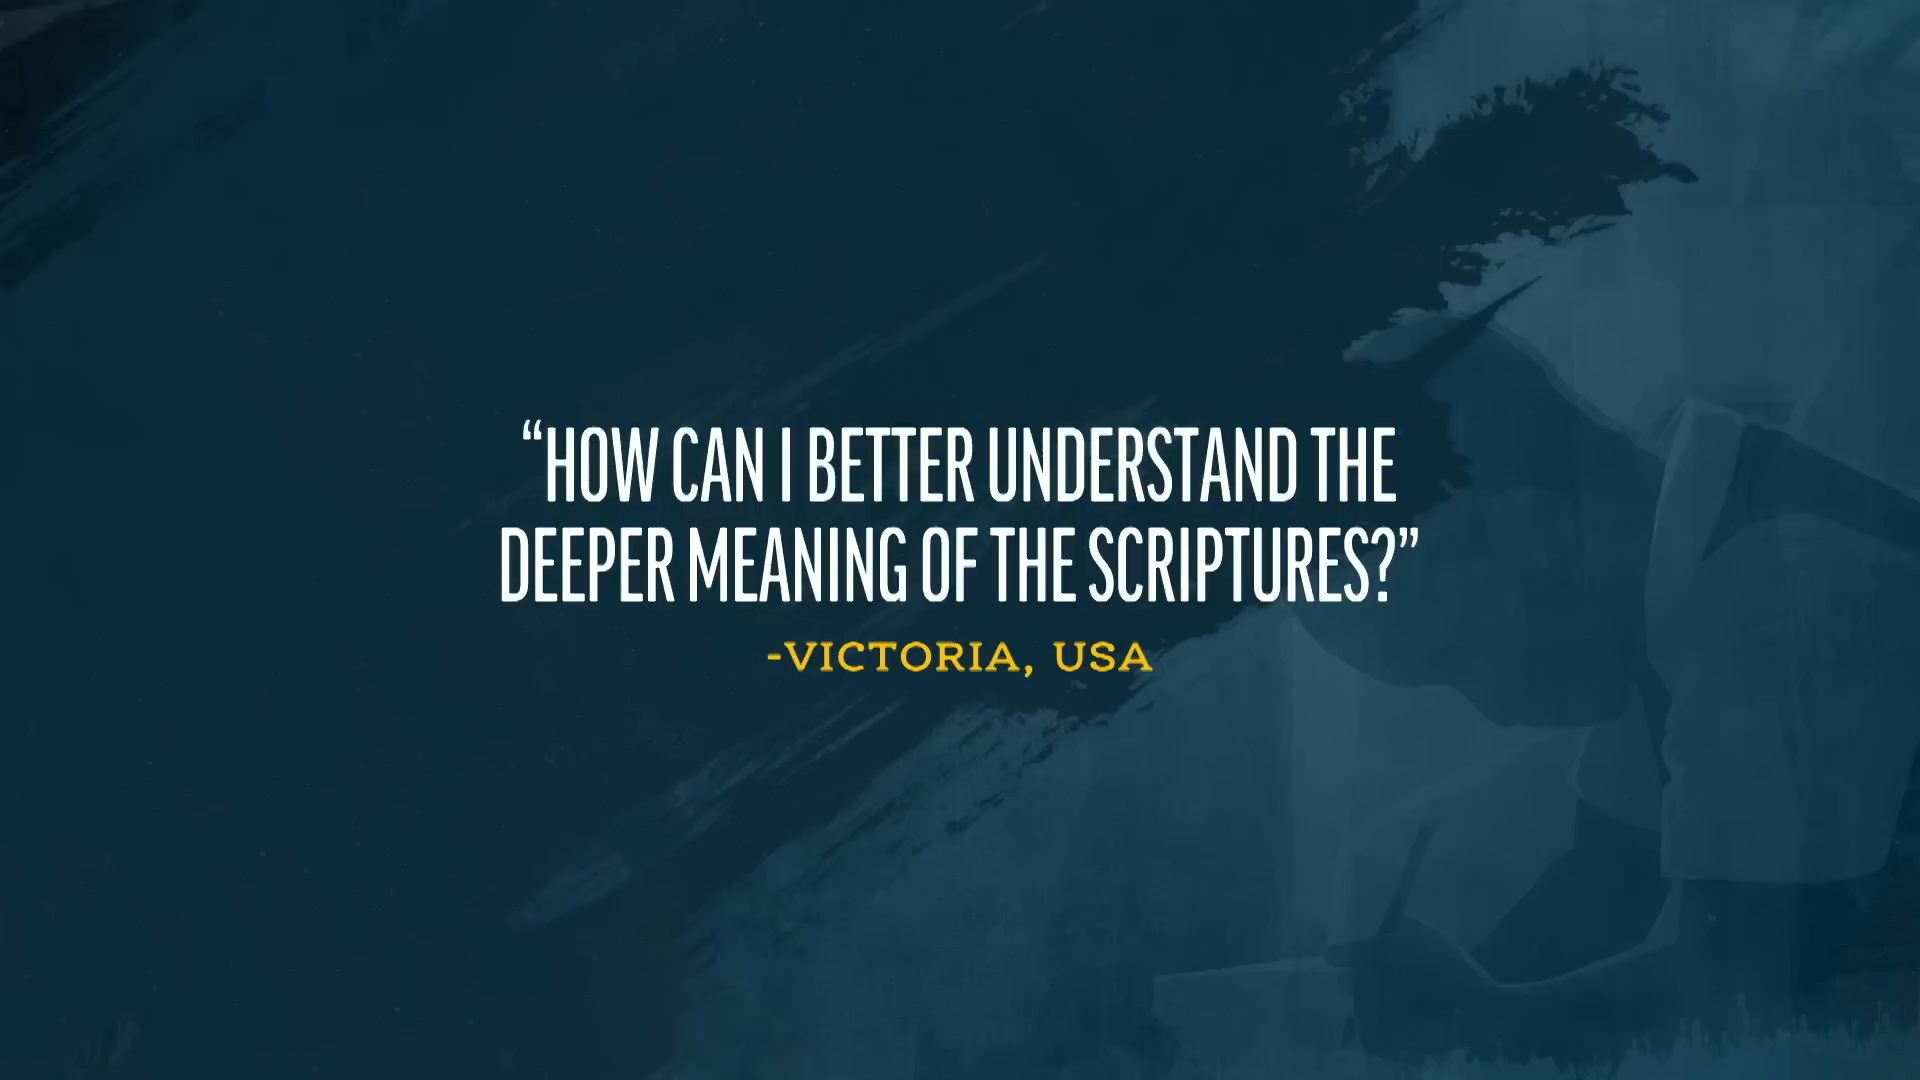 “HOW CAN I BETTER UNDERSTAND THE
DEEPER MEANING OF THE SCRIPTURES?”
-VICTORIA, USA